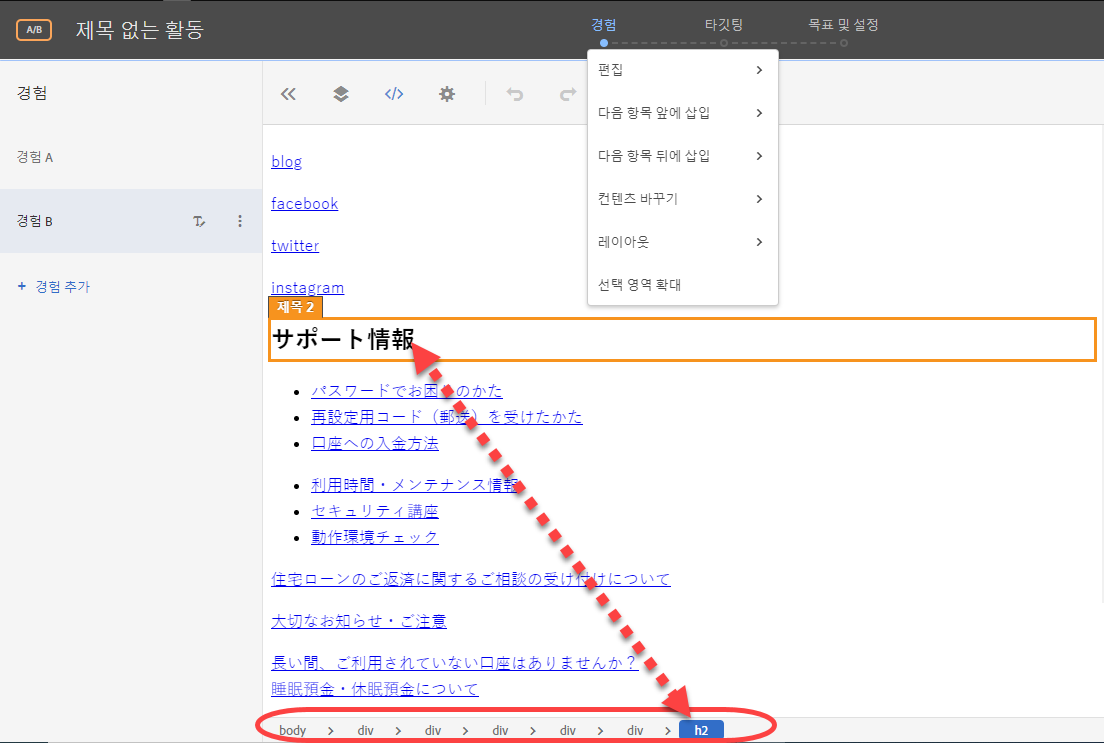 A/B 제목 없는 활동
경험 타깃팅 목표 및 설정
경험
경험 A
경험 B
+ 경험 추가
편집
다음 항목 앞에 삽입
다음 항목 뒤에 삽입
컨텐츠 바꾸기
레이아웃
선택 영역 확대
blog
facebook
twitter
instagram
제목 2
サポート情報
パスワードでお困りのかた
再設定用コード（郵送）を受けたかた
口座への入金方法
利用時間・メンテナンス情報
セキュリティ講座
動作環境チェック
住宅ローンのご返済に関するご相談の受け付けについて
大切なお知らせ・ご注意
長い間、ご利用されていない口座はありませんか？
睡眠預金・休眠預金について
body > div > div > div > div > div > h2